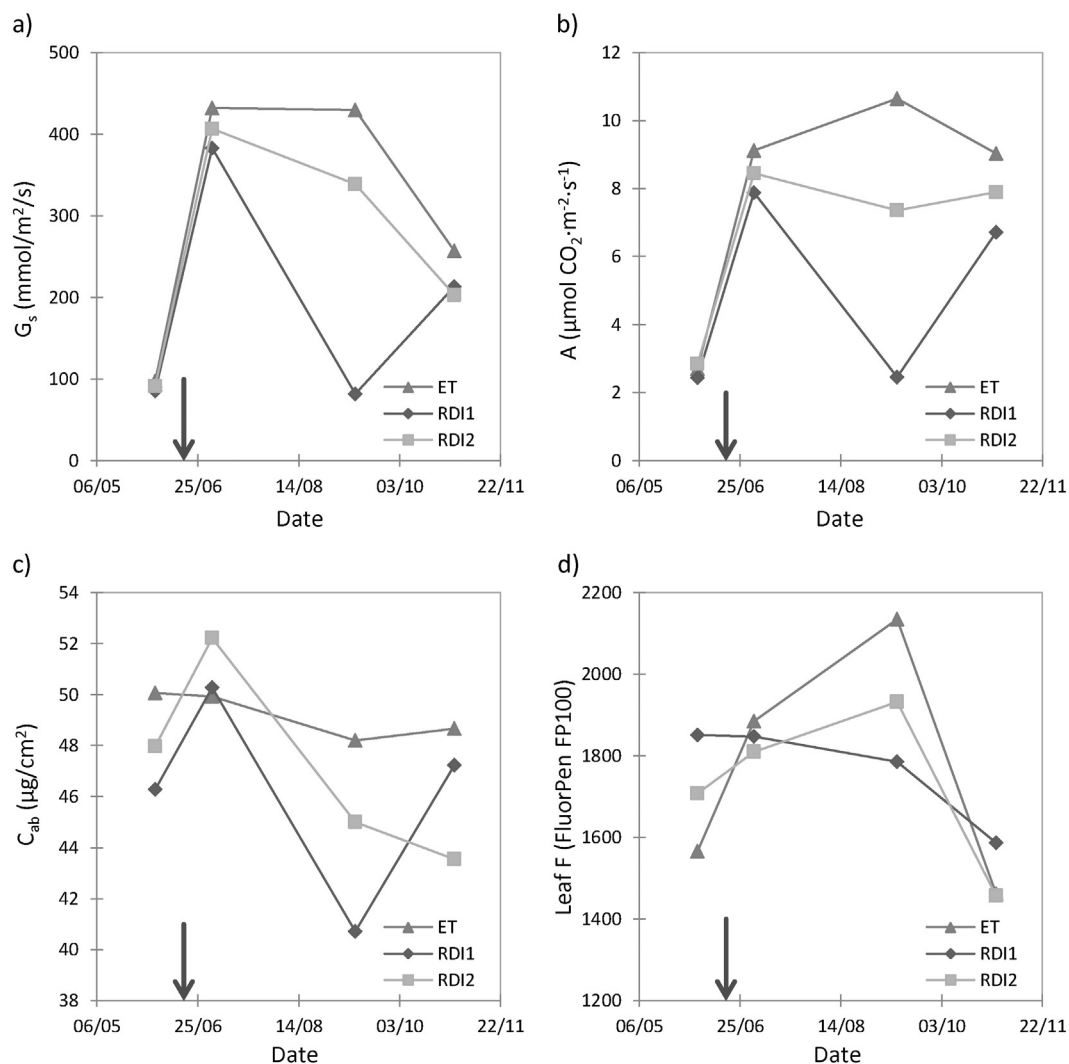 a)
500
400
300
200
100
0
Gₛ (mmol/m²/s)
ET
RDI1
RDI2
06/05 25/06 14/08 03/10 22/11
Date
b)
12
10
8
6
4
2
0
A (µmol CO₂·m⁻²·s⁻¹)
ET
RDI1
RDI2
06/05 25/06 14/08 03/10 22/11
Date
c)
54
52
50
48
46
44
42
40
38
C_ab (µg/cm²)
ET
RDI1
RDI2
06/05 25/06 14/08 03/10 22/11
Date
d)
2200
2000
1800
1600
1400
1200
Leaf F (FluorPen FP100)
ET
RDI1
RDI2
06/05 25/06 14/08 03/10 22/11
Date